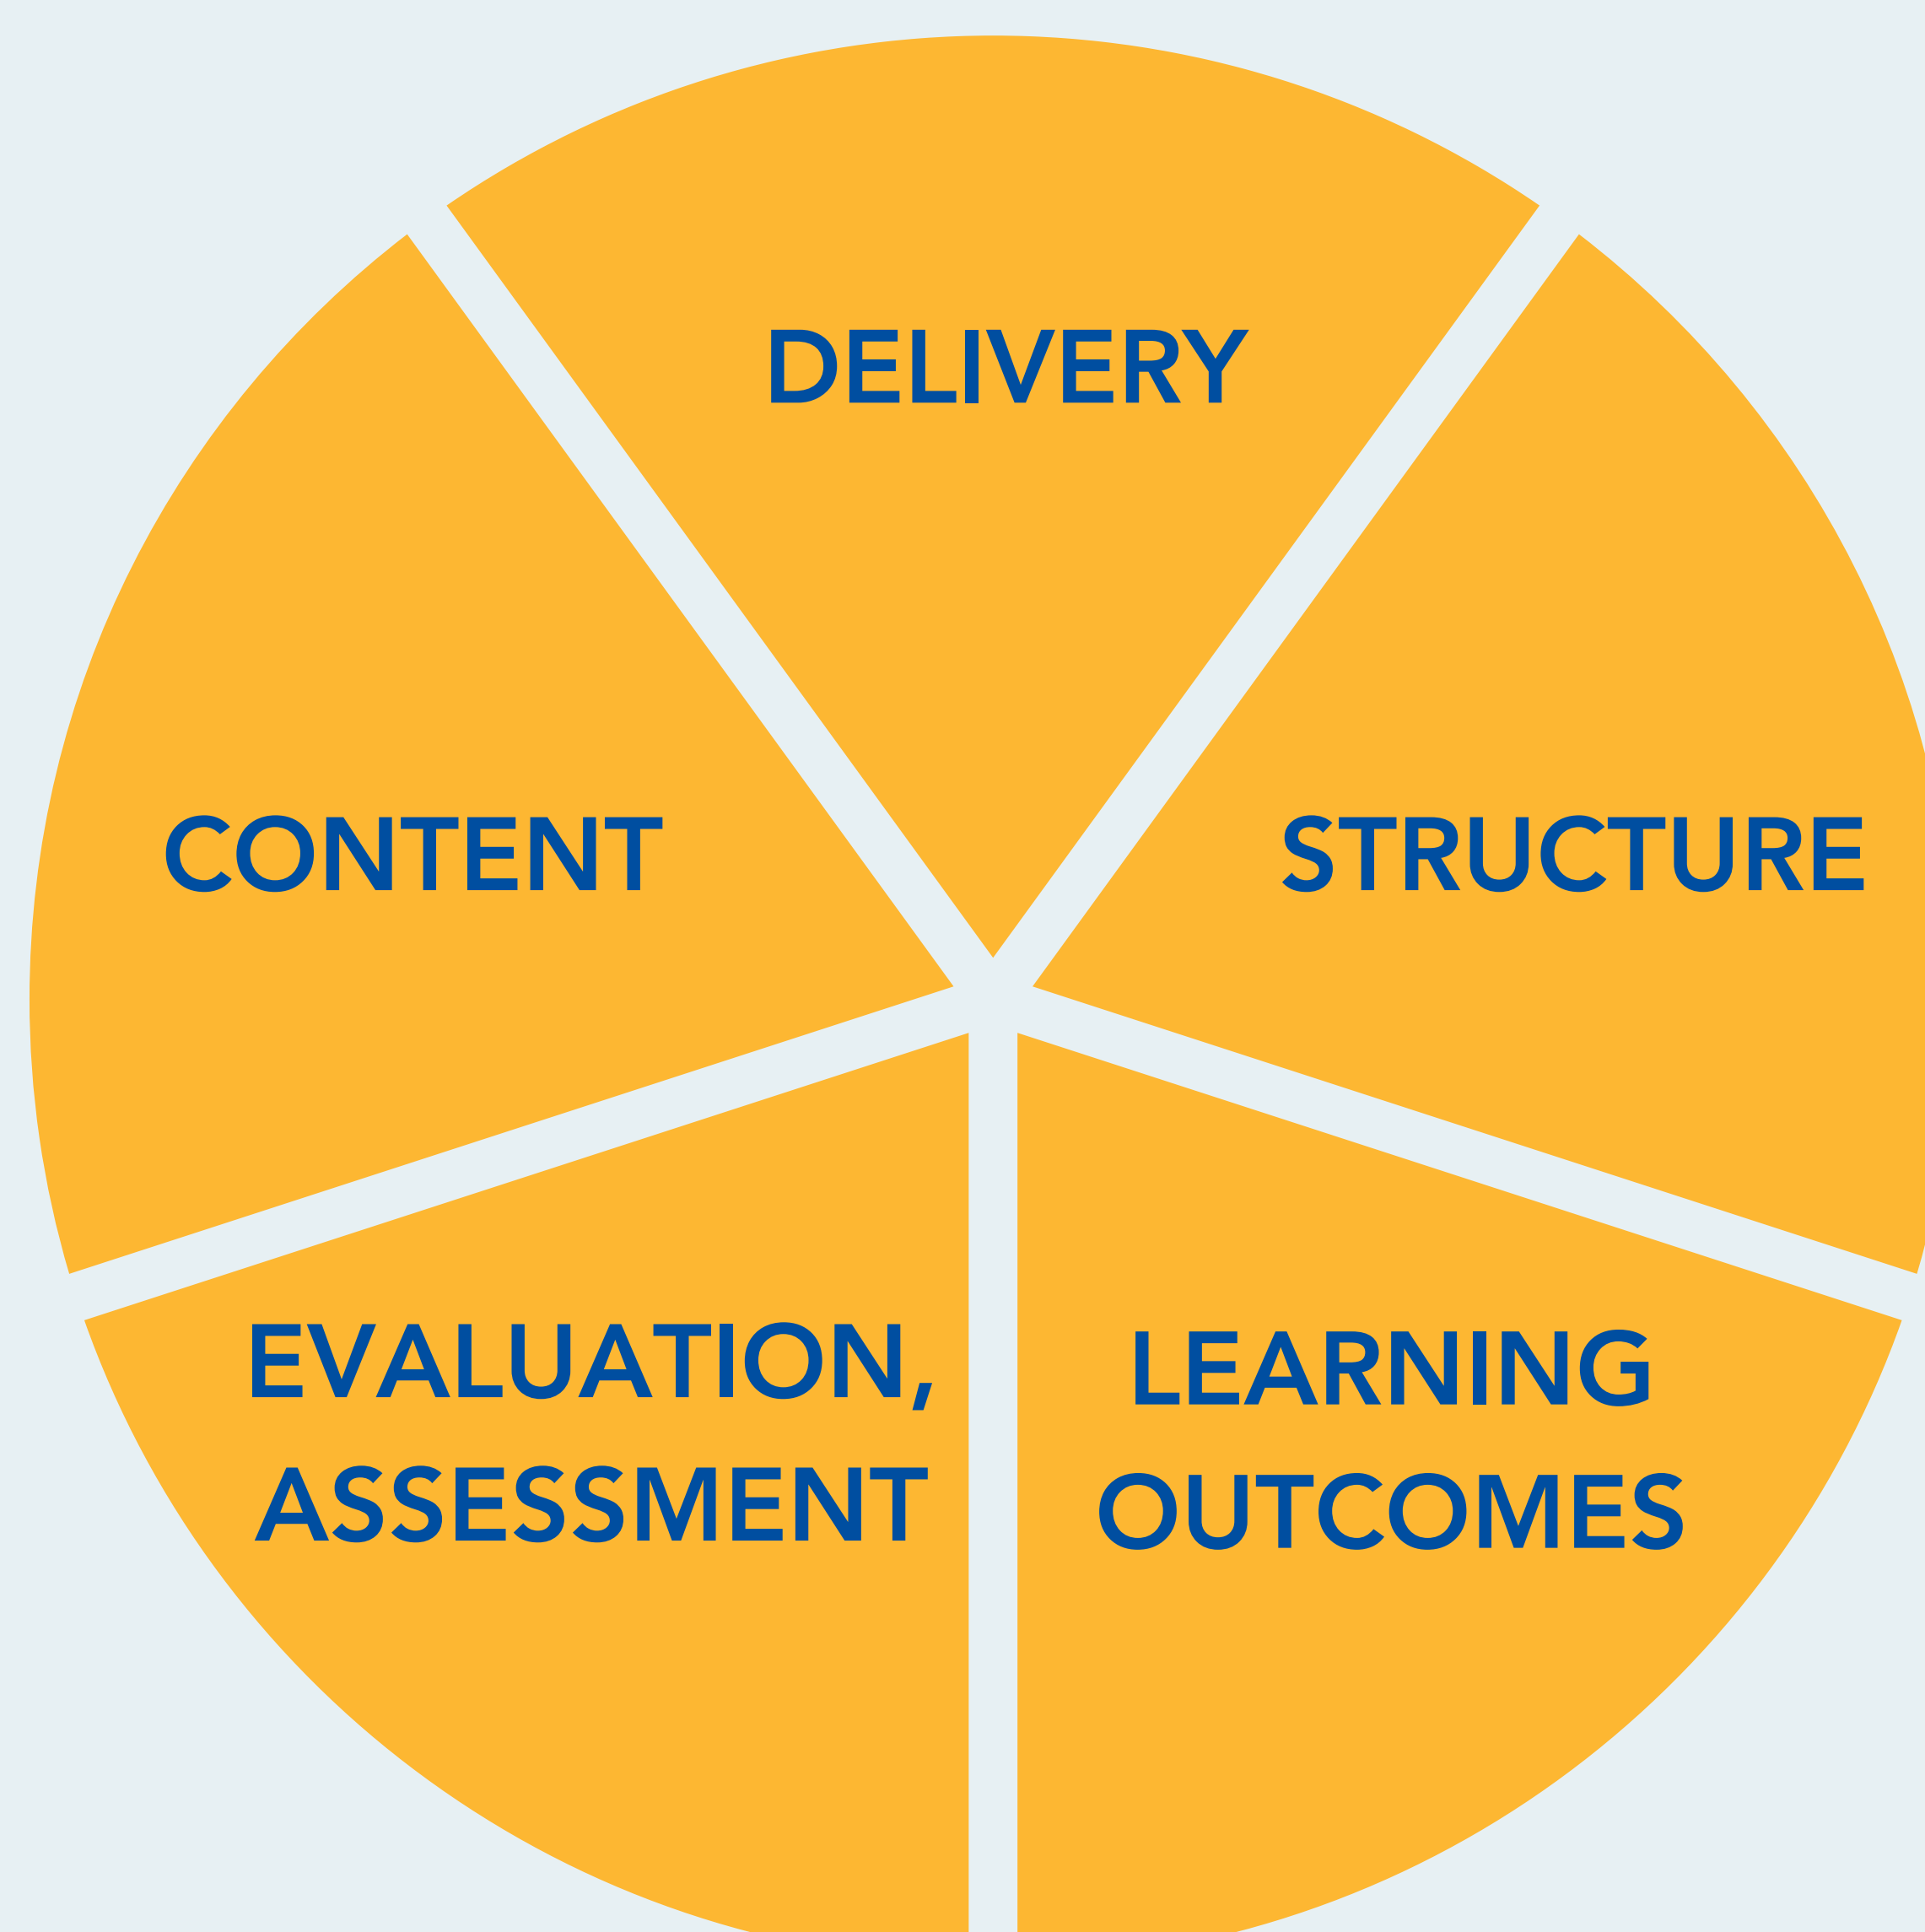 DELIVERY
CONTENT
STRUCTURE
EVALUATION,
ASSESSMENT
LEARNING
OUTCOMES